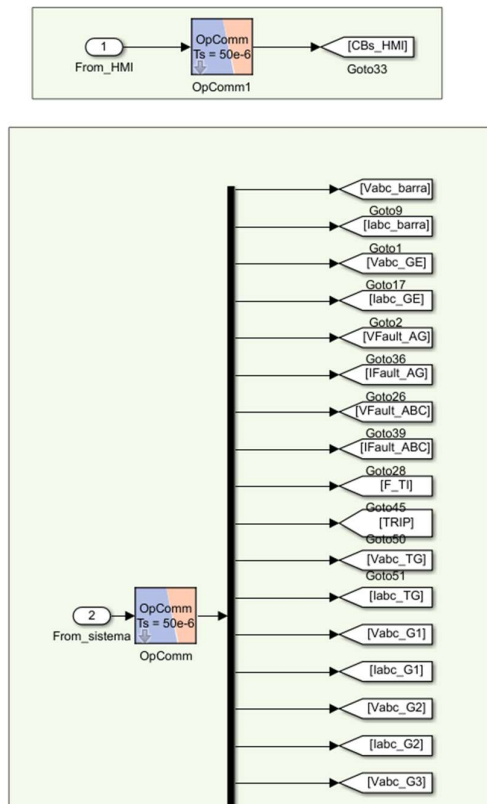 1
OpComm
Ts = 50e-6
[CBs_HMI]
From_HMI
Goto33
OpComm1
[Vabc_barra]
Goto9
[Iabc_barra]
Goto1
[Vabc_GE]
Goto17
[Iabc_GE]
Goto2
[VFault_AG]
Goto36
[IFault_AG]
Goto26
[VFault_ABC]
Goto39
[IFault_ABC]
Goto28
[F_TI]
Goto45
[TRIP]
Goto50
[Vabc_TG]
Goto51
[Iabc_TG]
2
OpComm
Ts = 50e-6
From_sistema
OpComm
[Vabc_G1]
[Iabc_G1]
[Vabc_G2]
[Iabc_G2]
[Vabc_G3]